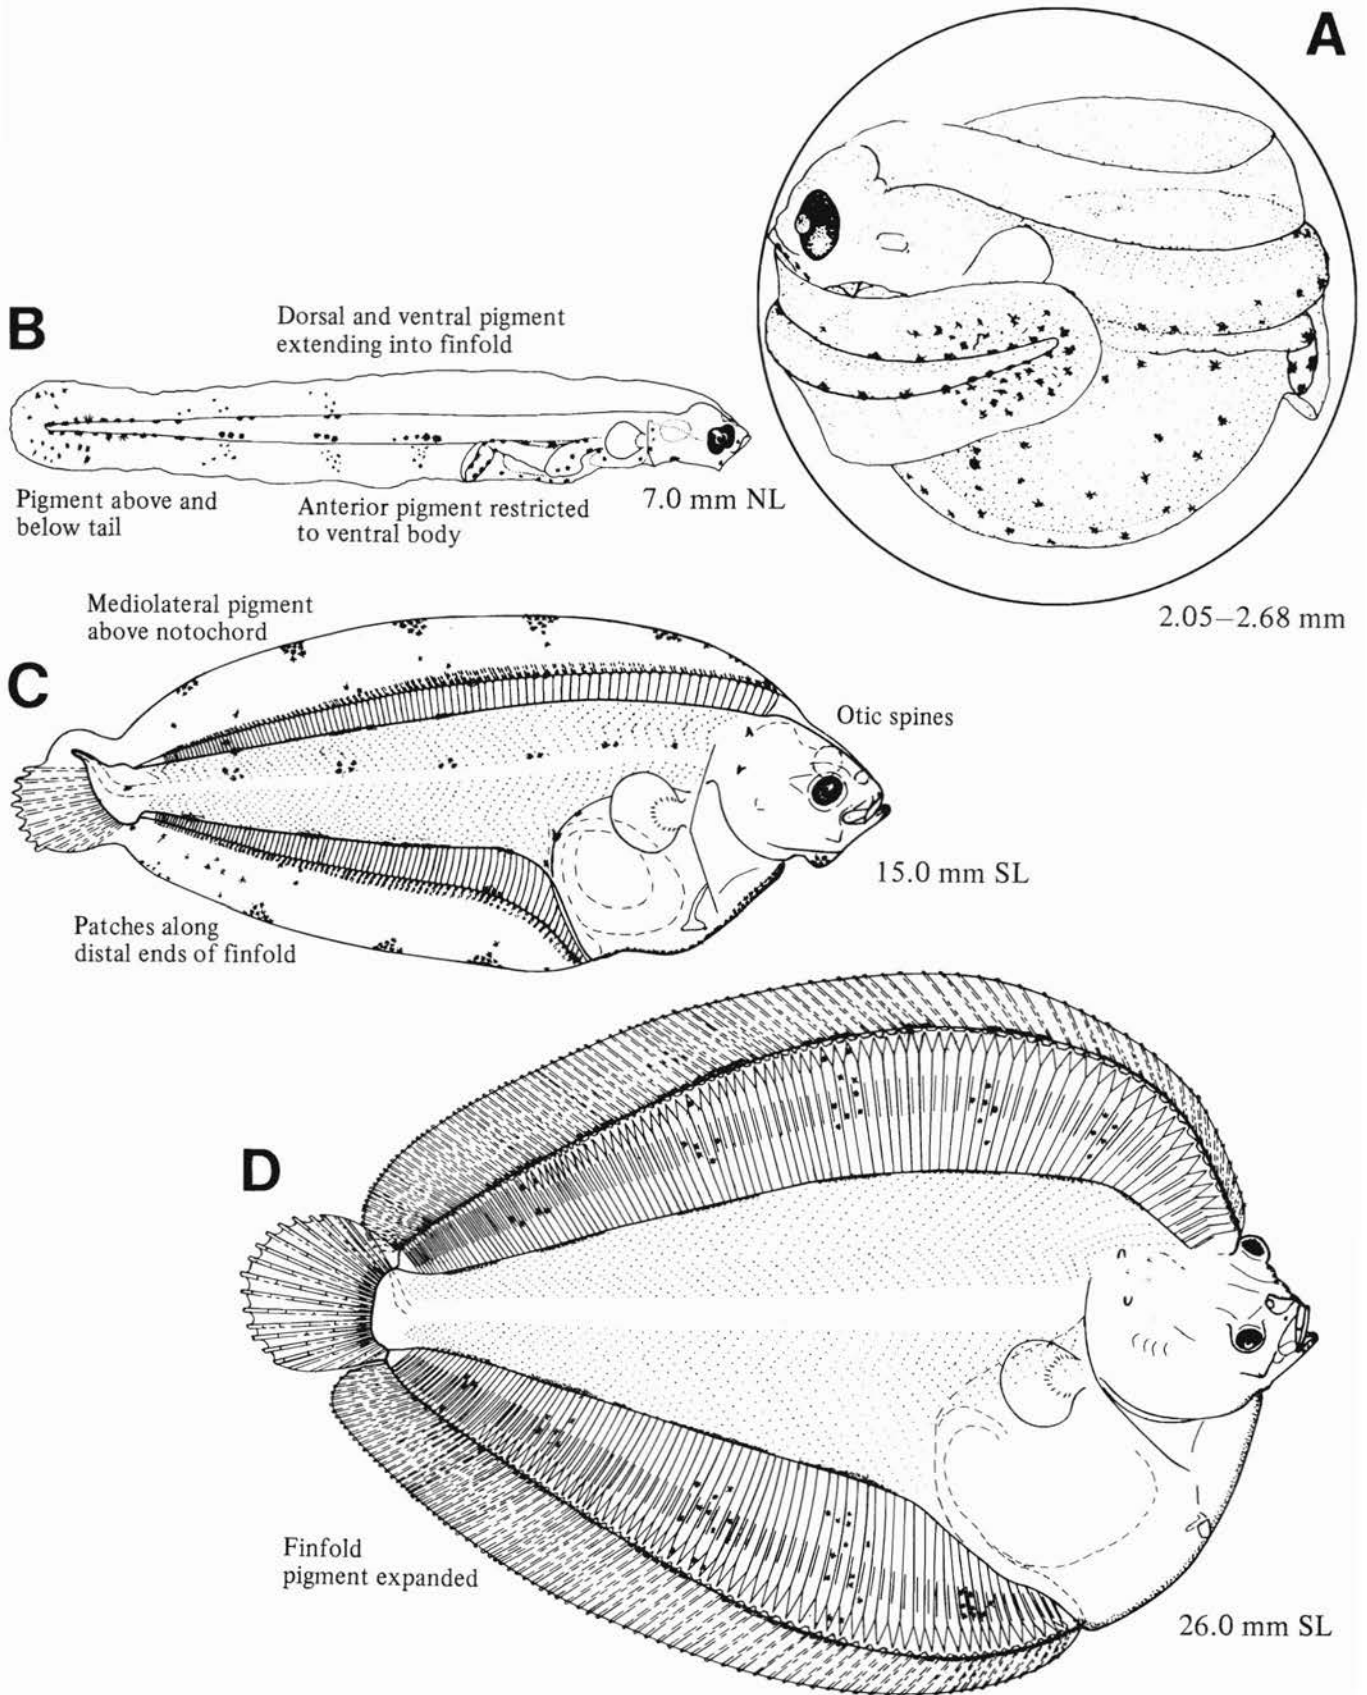 A
2.05–2.68 mm
B
Dorsal and ventral pigment
extending into finfold
Pigment above and
below tail
Anterior pigment restricted
to ventral body
7.0 mm NL
Mediolateral pigment
above notochord
C
Otic spines
15.0 mm SL
Patches along
distal ends of finfold
D
Finfold
pigment expanded
26.0 mm SL